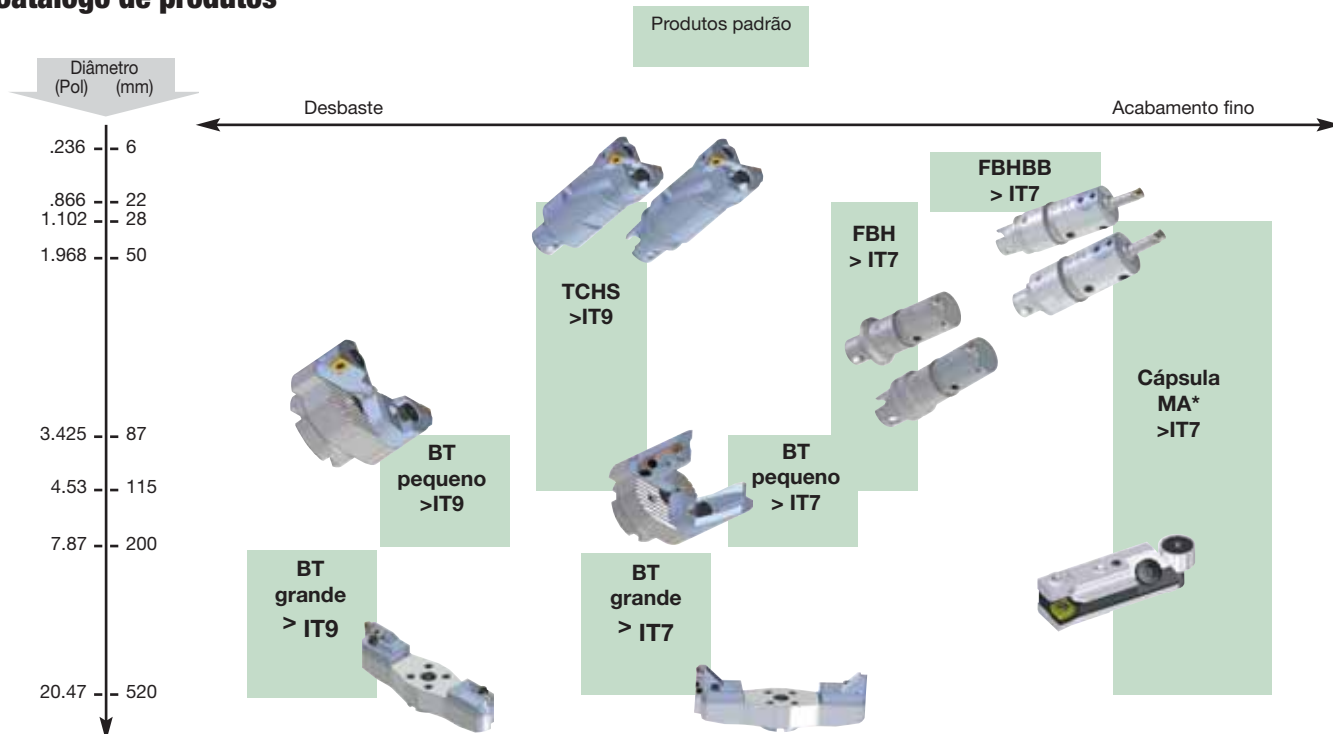 catálogo de produtos
Produtos padrão
Diâmetro
(Pol) (mm)
Desbaste
Acabamento fino
.236 6
.866 22
1.102 28
1.968 50
3.425 87
4.53 115
7.87 200
20.47 520
FBHBB
> IT7
FBH
> IT7
TCHS
>IT9
Cápsula
MA*
>IT7
BT
pequeno
>IT9
BT
pequeno
> IT7
BT
grande
> IT9
BT
grande
> IT7